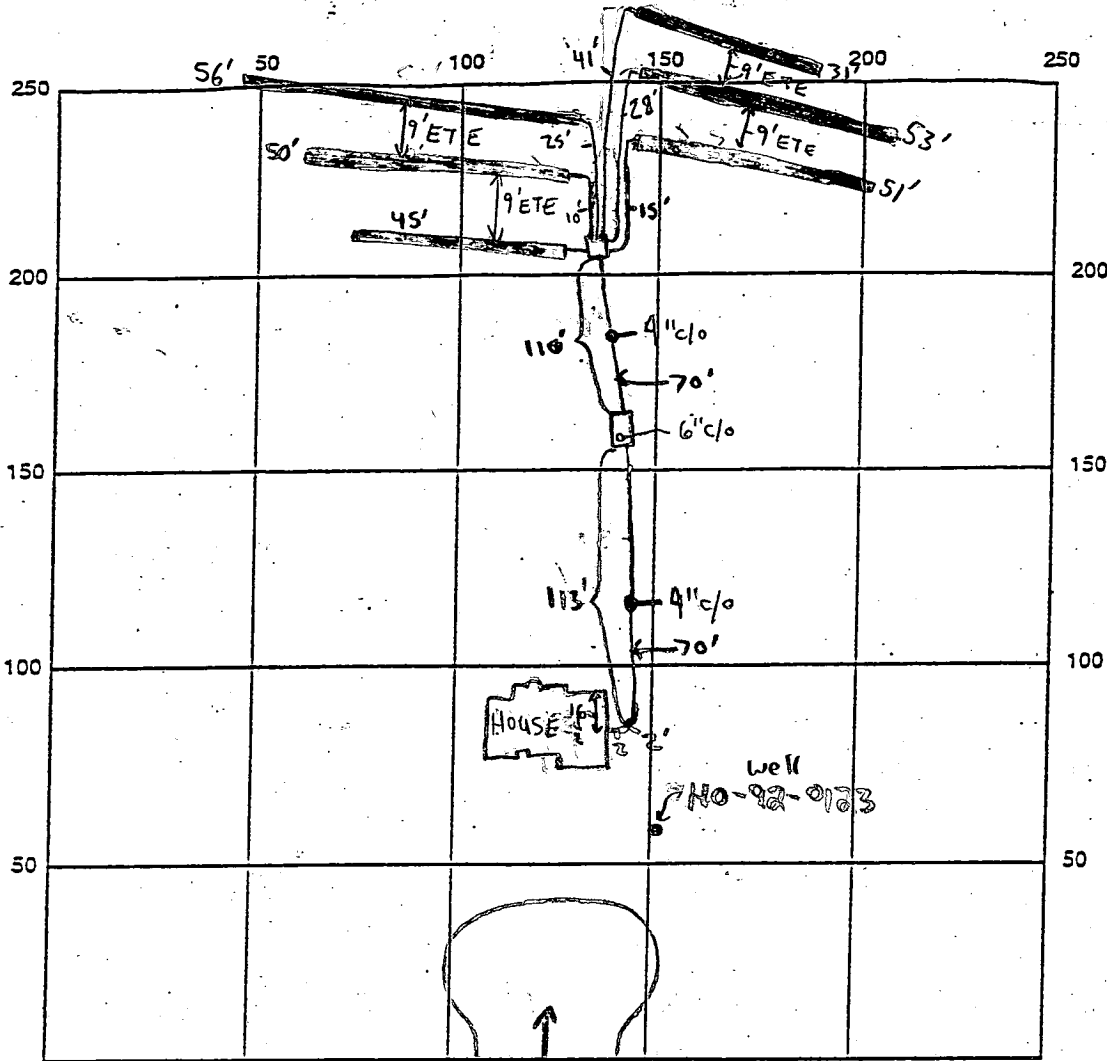 50 100 41' 150 200 250
56' 9'ETE 31'
250
28' 9'ETE 53'
9'ETE 25'
50' 51'
9'ETE 10' 15'
45'
200 200
4"c/o
110'
70'
6"c/o
150 150
113' 4"c/o
70'
100 100
HOUSE 2 2'
well
HO-92-0123
50 50